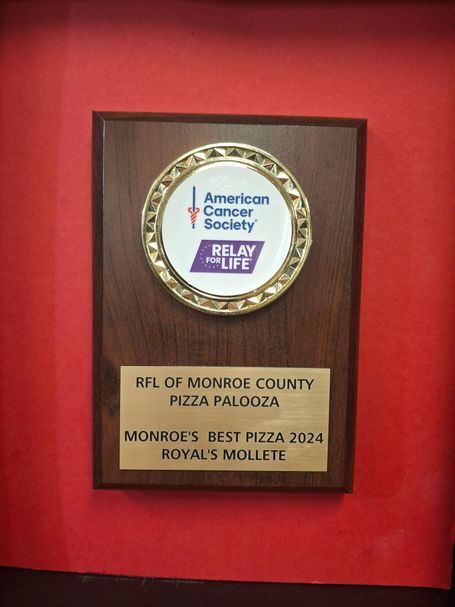 American
Cancer
Society®
RELAY
FOR LIFE®
RFL OF MONROE COUNTY
PIZZA PALOOZA
MONROE'S BEST PIZZA 2024
ROYAL'S MOLLETE